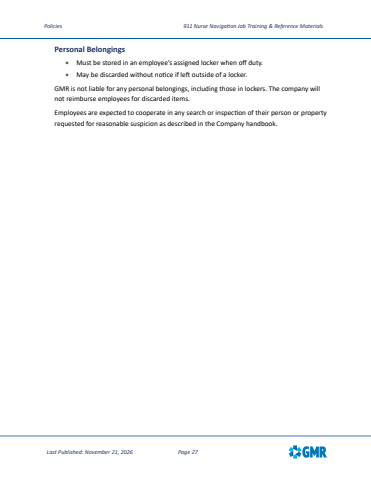 Policies 911 Nurse Navigation Job Training & Reference Materials
Personal Belongings
• Must be stored in an employee's assigned locker when off duty.
• May be discarded without notice if left outside of a locker.
GMR is not liable for any personal belongings, including those in lockers. The company will
not reimburse employees for discarded items.
Employees are expected to cooperate in any search or inspection of their person or property
requested for reasonable suspicion as described in the Company handbook.
Last Published: November 21, 2026 Page 27 GMR